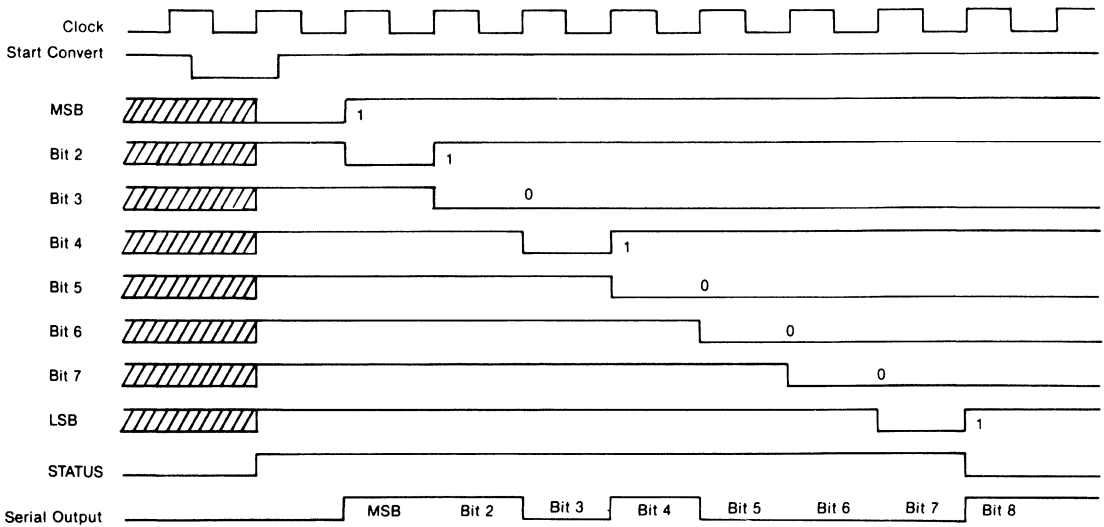 Clock
Start Convert
MSB
1
Bit 2
1
Bit 3
0
Bit 4
1
Bit 5
0
Bit 6
0
Bit 7
0
LSB
1
STATUS
Serial Output
MSB Bit 2 Bit 3 Bit 4 Bit 5 Bit 6 Bit 7 Bit 8